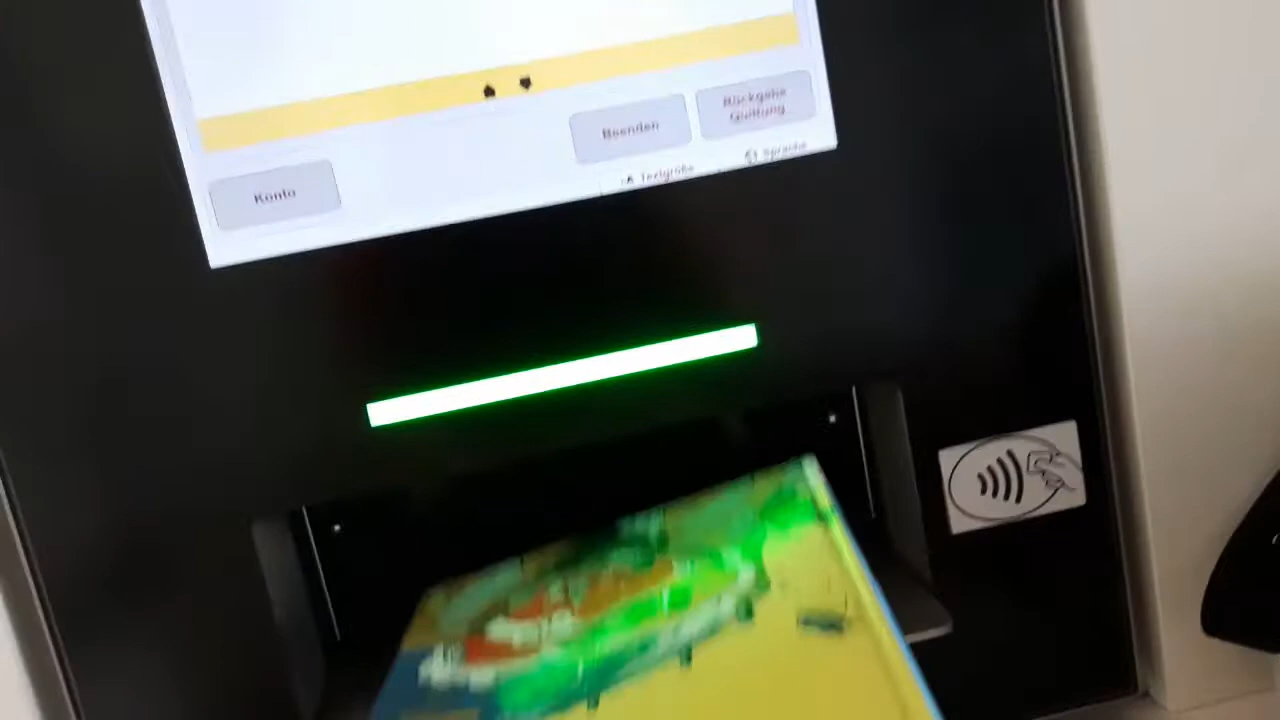 Rückgabe
Quittung
Beenden
Konto
Textgröße
Sprache